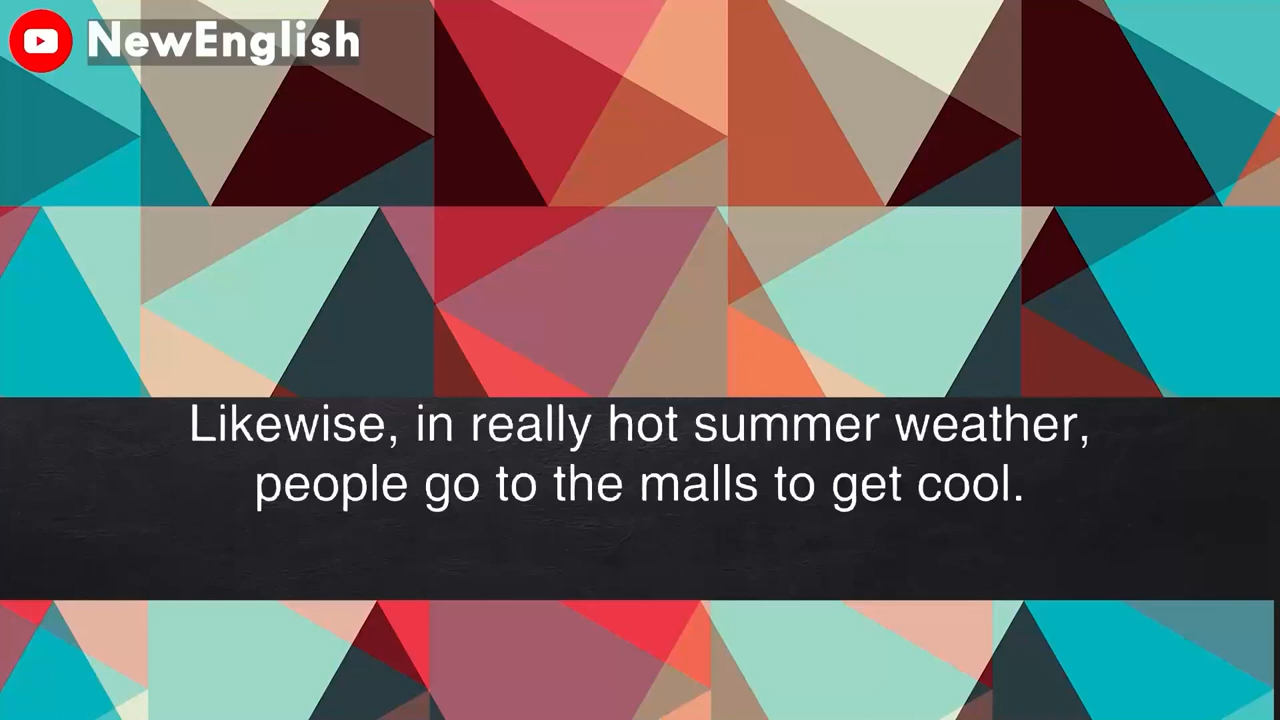 NewEnglish
Likewise, in really hot summer weather,
people go to the malls to get cool.